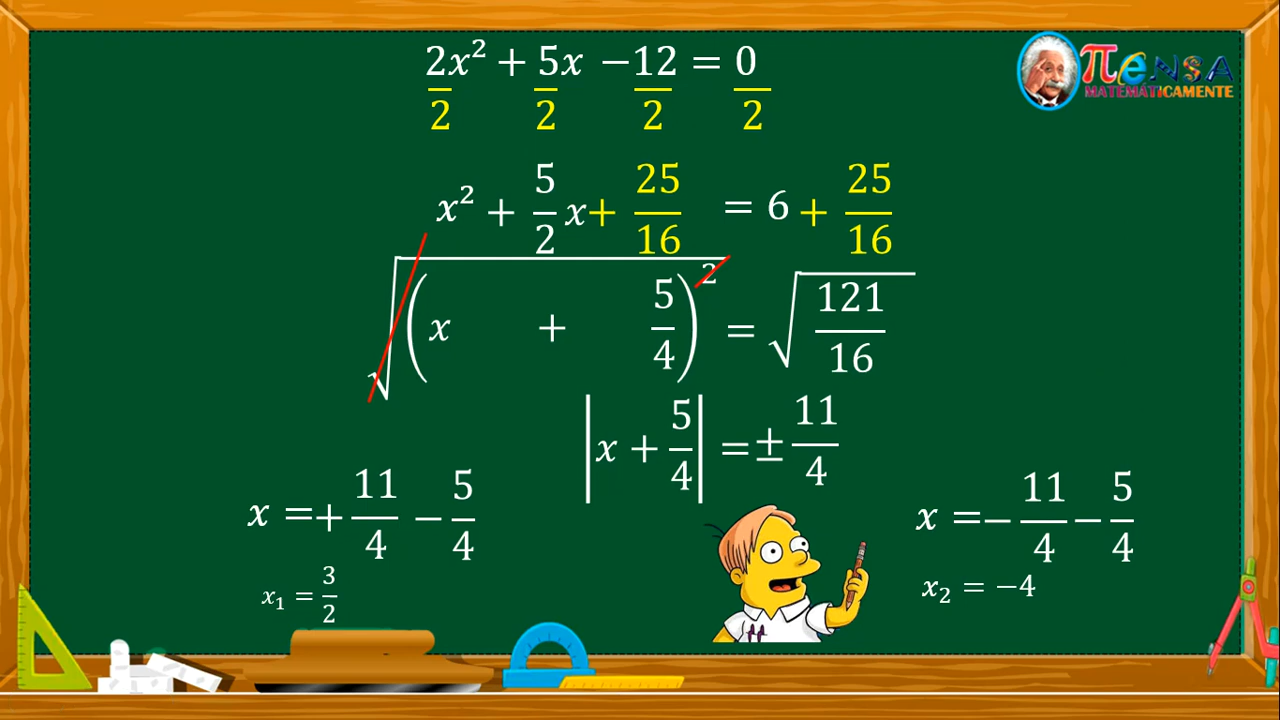 2x² + 5x − 12 = 0
2 2 2 2
πENSA
MATEMÁTICAMENTE
x² + 5/2 x + 25/16 = 6 + 25/16
√(x + 5/4)² = √121/16
|x + 5/4| = ± 11/4
x = + 11/4 − 5/4
x = − 11/4 − 5/4
x₁ = 3/2
x₂ = −4